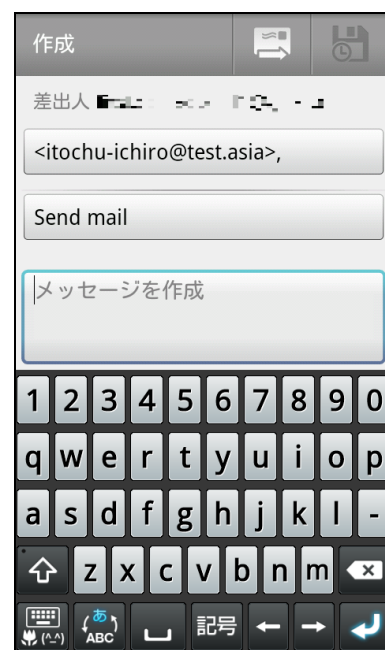 作成
差出人
<itochu-ichiro@test.asia>,
Send mail
メッセージを作成
1 2 3 4 5 6 7 8 9 0
q w e r t y u i o p
a s d f g h j k l -
z x c v b n m
(^_^) あ ABC 記号